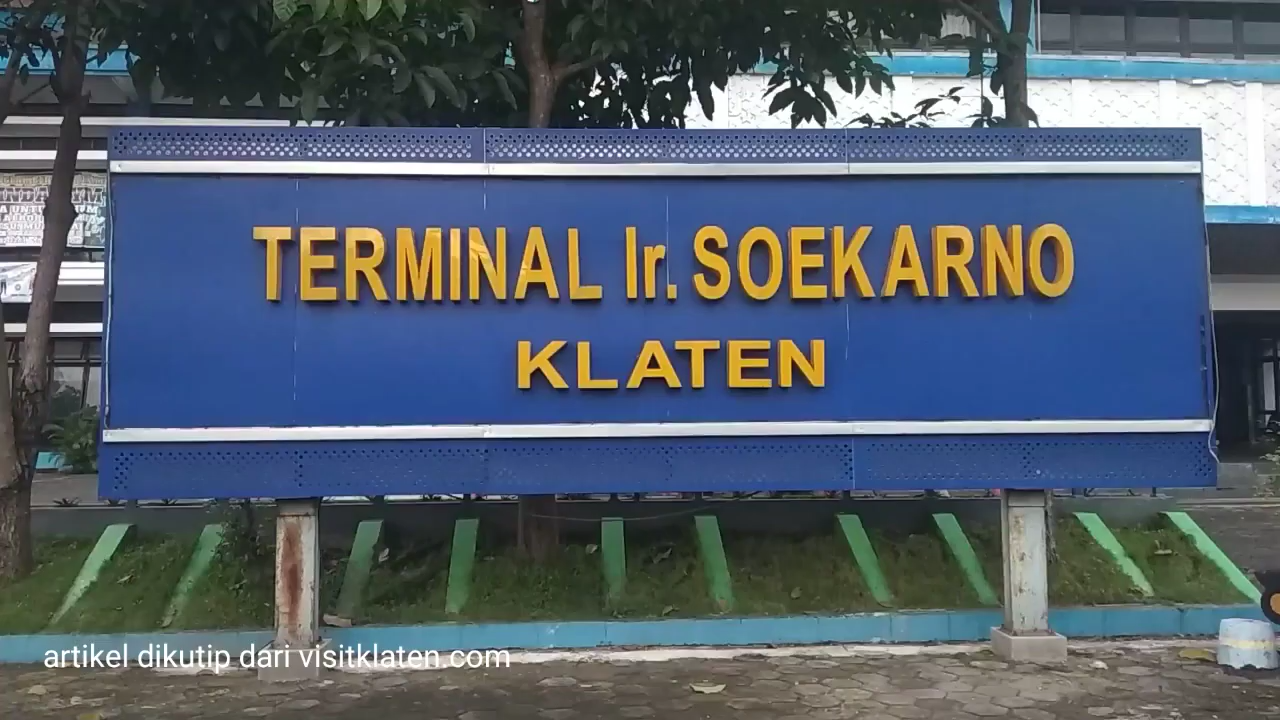 TERMINAL Ir. SOEKARNO
KLATEN
artikel dikutip dari visitklaten.com